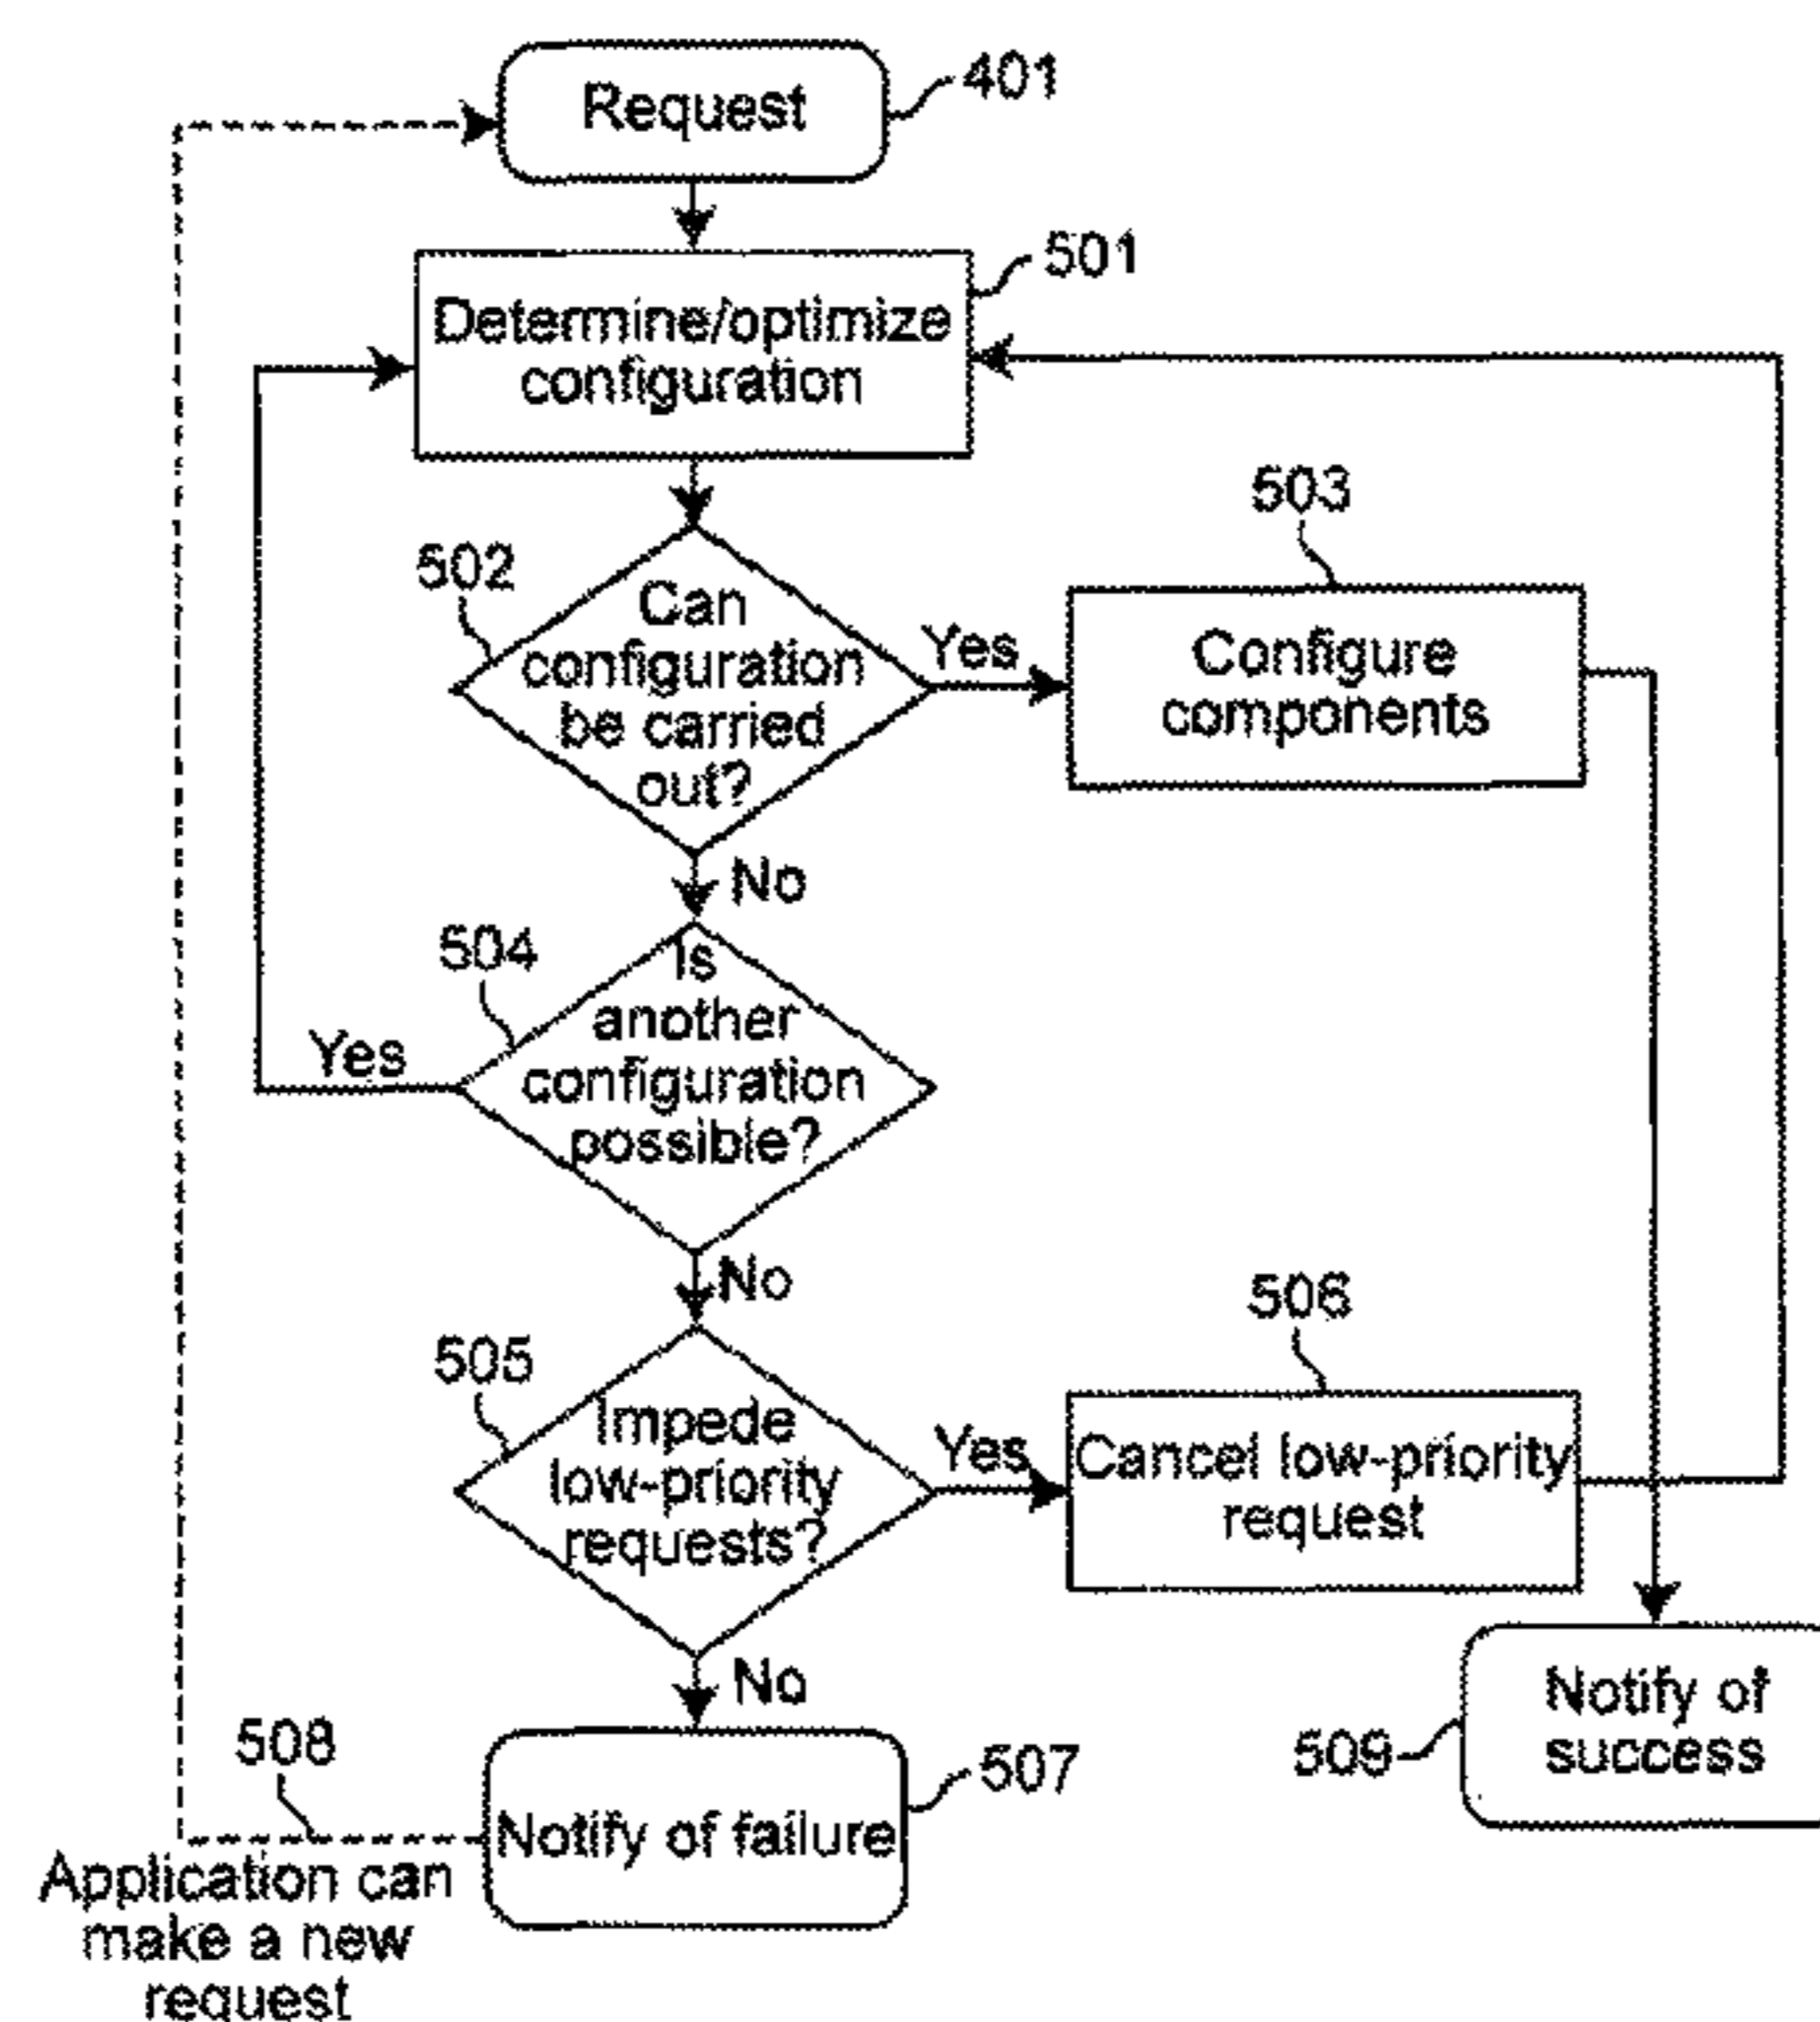 Request
401
501
Determine/optimize
configuration
503
502
Can
configuration
be carried
out?
Yes
Configure
components
No
504
Is
another
configuration
possible?
Yes
No
506
505
Impede
low-priority
requests?
Yes
Cancel low-priority
request
No
Notify of
success
509
508
507
Notify of failure
Application can
make a new
request